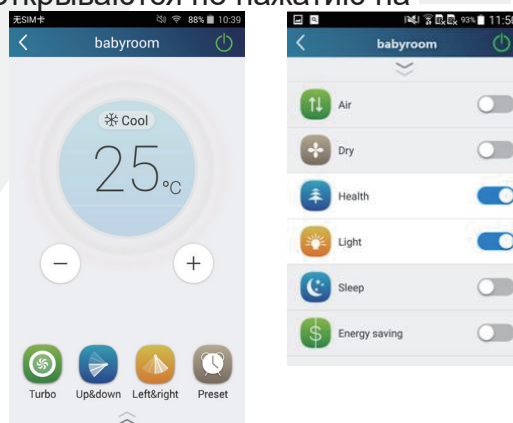 открываются по нажатию на
无SIM卡 88% 10:39
babyroom
Cool
25°C
−
+
Turbo Up&down Left&right Preset
93% 11:50
babyroom
Air
Dry
Health
Light
Sleep
Energy saving